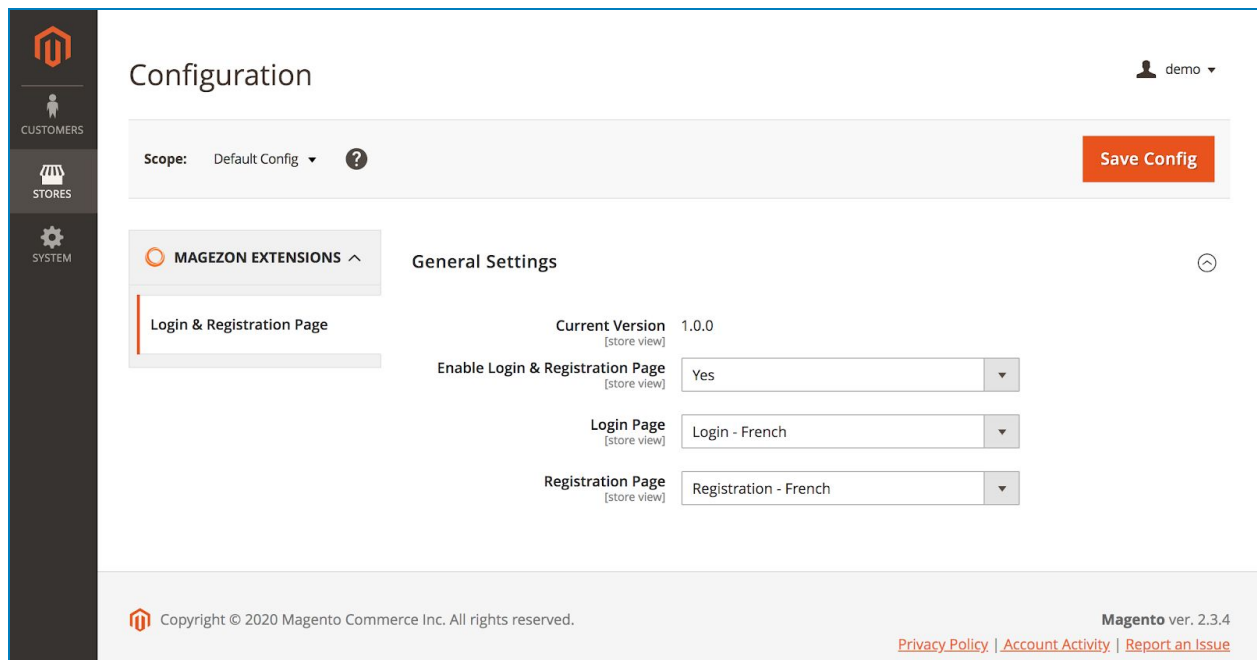 Configuration
demo
CUSTOMERS
STORES
SYSTEM
Scope: Default Config ?
Save Config
MAGEZON EXTENSIONS
Login & Registration Page
General Settings
Current Version 1.0.0
[store view]
Enable Login & Registration Page Yes
[store view]
Login Page Login - French
[store view]
Registration Page Registration - French
[store view]
Copyright © 2020 Magento Commerce Inc. All rights reserved.
Magento ver. 2.3.4
Privacy Policy | Account Activity | Report an Issue